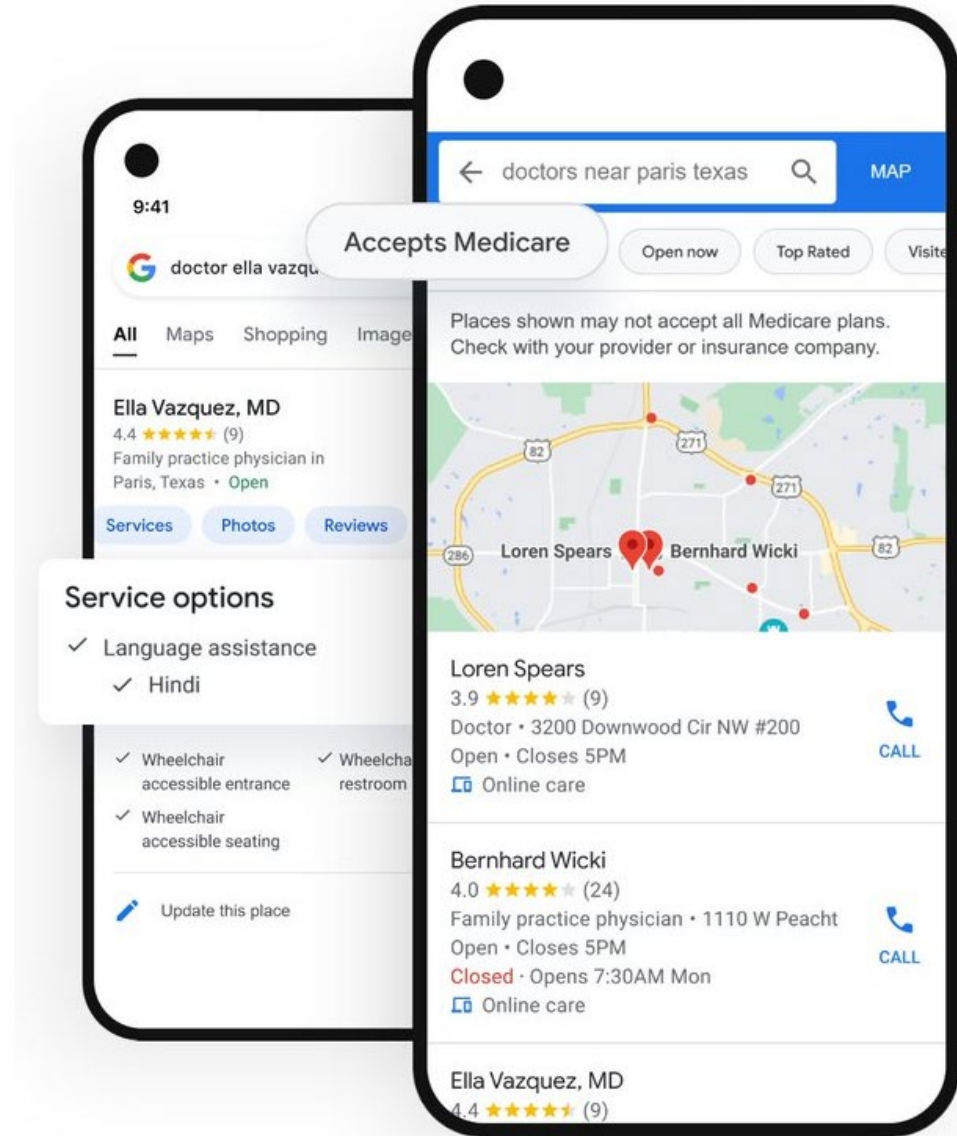 9:41
doctor ella vazqu
All Maps Shopping Image
Ella Vazquez, MD
4.4 ★★★★★ (9)
Family practice physician in
Paris, Texas • Open
Services Photos Reviews
Service options
✓ Language assistance
✓ Hindi
✓ Wheelchair
accessible entrance
✓ Wheelcha
restroom
✓ Wheelchair
accessible seating
Update this place
doctors near paris texas MAP
Accepts Medicare Open now Top Rated Visite
Places shown may not accept all Medicare plans.
Check with your provider or insurance company.
82
271
271
286
Loren Spears Bernhard Wicki
82
Loren Spears
3.9 ★★★★★ (9)
Doctor • 3200 Downwood Cir NW #200
Open • Closes 5PM
Online care
CALL
Bernhard Wicki
4.0 ★★★★★ (24)
Family practice physician • 1110 W Peacht
Open • Closes 5PM
Closed · Opens 7:30AM Mon
Online care
CALL
Ella Vazquez, MD
4.4 ★★★★★ (9)